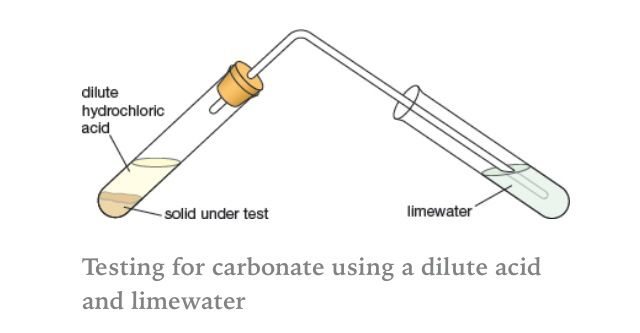 dilute
hydrochloric
acid
solid under test
limewater
Testing for carbonate using a dilute acid
and limewater